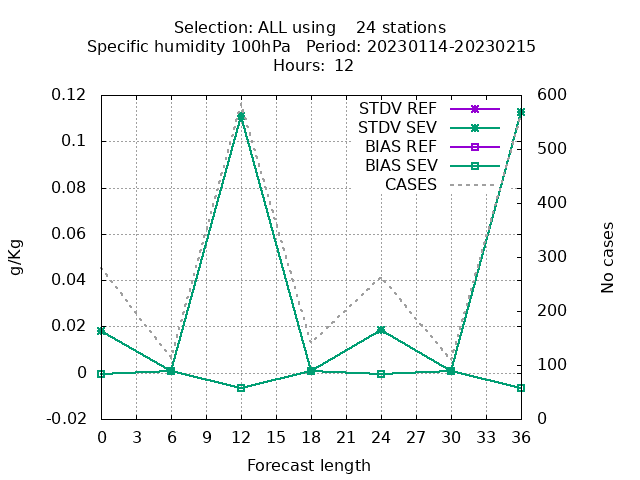 Selection: ALL using    24 stations
Specific humidity 100hPa   Period: 20230114-20230215
Hours:  12
0.12
0.1
0.08
0.06
0.04
0.02
0
-0.02
g/Kg
STDV REF
STDV SEV
BIAS REF
BIAS SEV
CASES
600
500
400
300
200
100
0
No cases
0 3 6 9 12 15 18 21 24 27 30 33 36
Forecast length